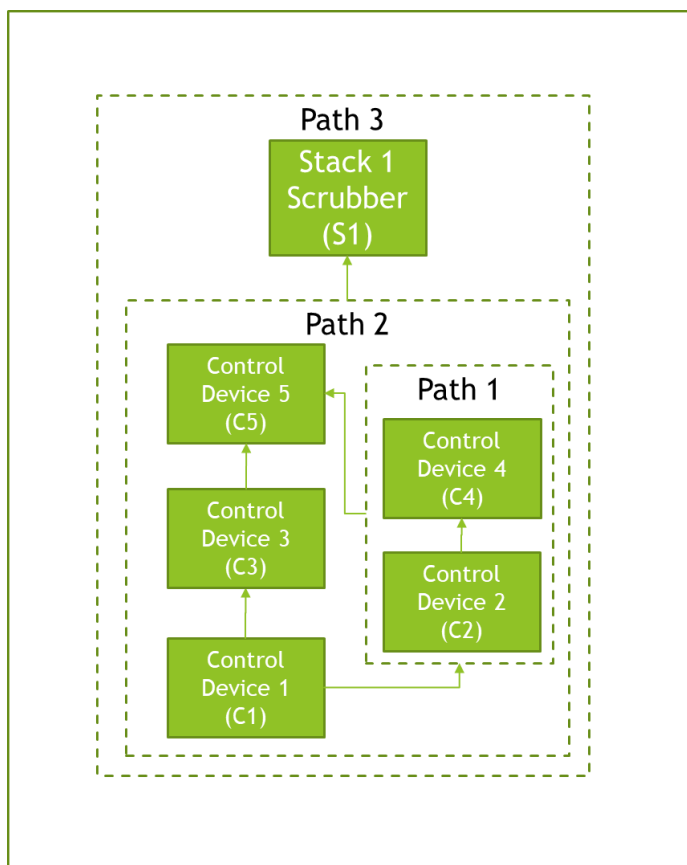 Path 3
Stack 1
Scrubber
(S1)
Path 2
Control
Device 5
(C5)
Path 1
Control
Device 4
(C4)
Control
Device 3
(C3)
Control
Device 2
(C2)
Control
Device 1
(C1)